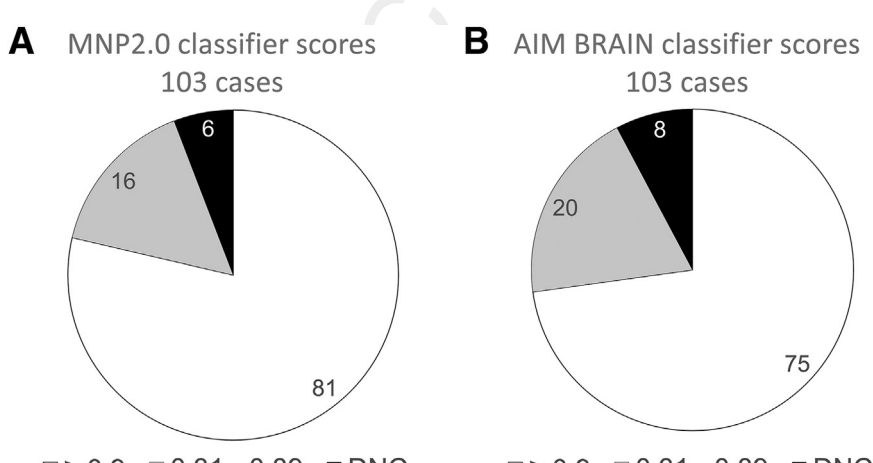 A
MNP2.0 classifier scores
103 cases
6
16
81
B
AIM BRAIN classifier scores
103 cases
8
20
75